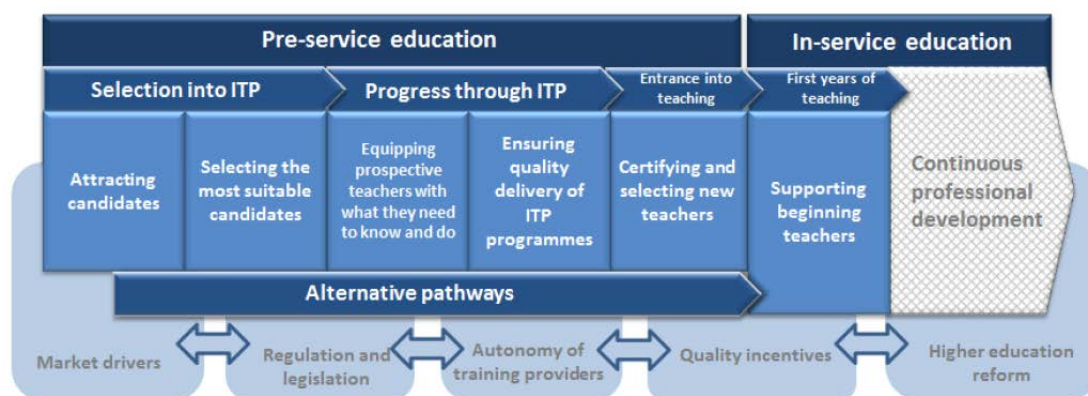 Pre-service education
In-service education
Selection into ITP
Progress through ITP
Entrance into
teaching
First years of
teaching
Attracting
candidates
Selecting the
most suitable
candidates
Equipping
prospective
teachers with
what they need
to know and do
Ensuring
quality
delivery of
ITP
programmes
Certifying and
selecting new
teachers
Supporting
beginning
teachers
Continuous
professional
development
Alternative pathways
Market drivers
Regulation and
legislation
Autonomy of
training providers
Quality incentives
Higher education
reform